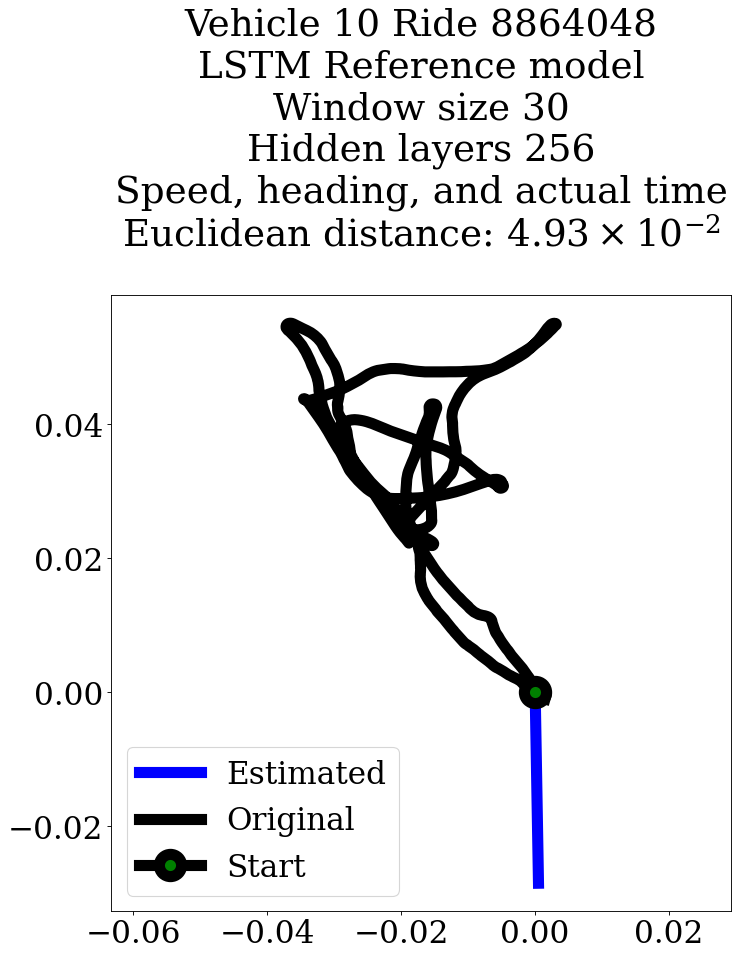 Vehicle 10 Ride 8864048
LSTM Reference model
Window size 30
Hidden layers 256
Speed, heading, and actual time
Euclidean distance: 4.93 × 10⁻²
0.04
0.02
0.00
−0.02
Estimated
Original
Start
−0.06 −0.04 −0.02 0.00 0.02